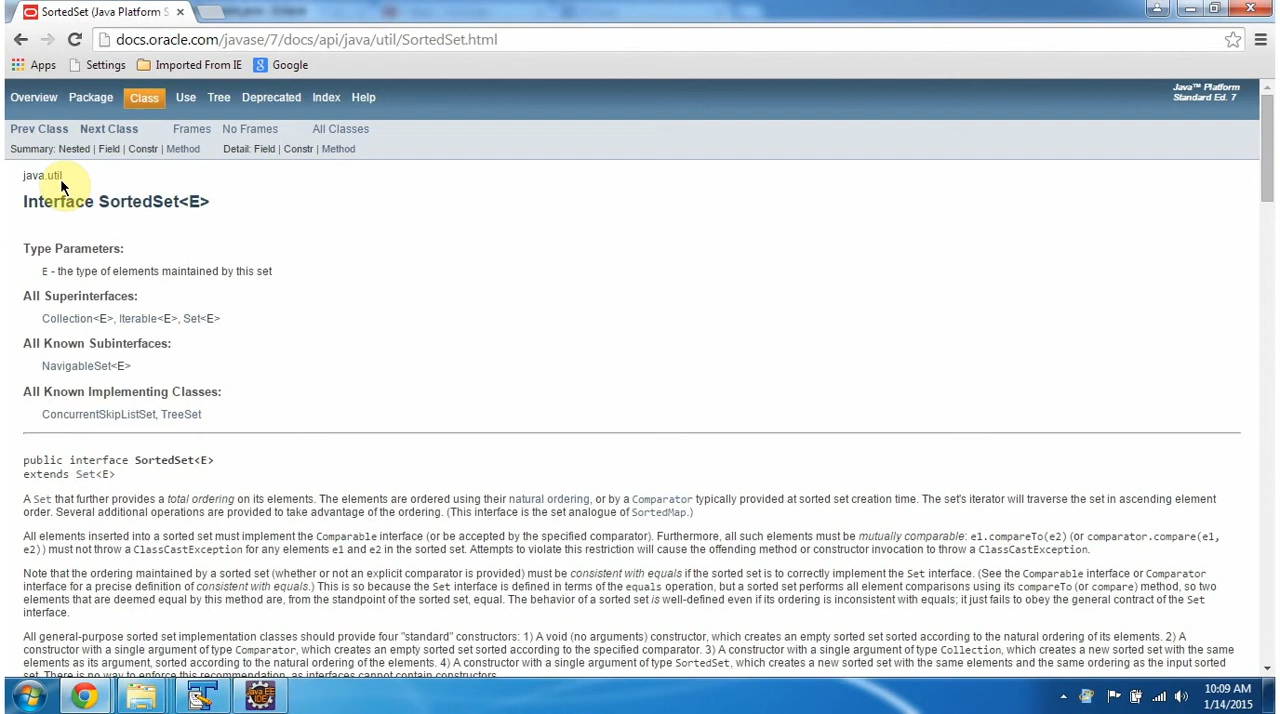 SortedSet (Java Platform S
docs.oracle.com/javase/7/docs/api/java/util/SortedSet.html
Apps Settings Imported From IE Google
Overview Package Class Use Tree Deprecated Index Help
Java™ Platform
Standard Ed. 7
Prev Class Next Class Frames No Frames All Classes
Summary: Nested | Field | Constr | Method Detail: Field | Constr | Method
java.util
Interface SortedSet<E>
Type Parameters:
E - the type of elements maintained by this set
All Superinterfaces:
Collection<E>, Iterable<E>, Set<E>
All Known Subinterfaces:
NavigableSet<E>
All Known Implementing Classes:
ConcurrentSkipListSet, TreeSet
public interface SortedSet<E>
extends Set<E>
A Set that further provides a total ordering on its elements. The elements are ordered using their natural ordering, or by a Comparator typically provided at sorted set creation time. The set's iterator will traverse the set in ascending element
order. Several additional operations are provided to take advantage of the ordering. (This interface is the set analogue of SortedMap.)
All elements inserted into a sorted set must implement the Comparable interface (or be accepted by the specified comparator). Furthermore, all such elements must be mutually comparable: e1.compareTo(e2) (or comparator.compare(e1,
e2)) must not throw a ClassCastException for any elements e1 and e2 in the sorted set. Attempts to violate this restriction will cause the offending method or constructor invocation to throw a ClassCastException.
Note that the ordering maintained by a sorted set (whether or not an explicit comparator is provided) must be consistent with equals if the sorted set is to correctly implement the Set interface. (See the Comparable interface or Comparator
interface for a precise definition of consistent with equals.) This is so because the Set interface is defined in terms of the equals operation, but a sorted set performs all element comparisons using its compareTo (or compare) method, so two
elements that are deemed equal by this method are, from the standpoint of the sorted set, equal. The behavior of a sorted set is well-defined even if its ordering is inconsistent with equals; it just fails to obey the general contract of the Set
interface.
All general-purpose sorted set implementation classes should provide four "standard" constructors: 1) A void (no arguments) constructor, which creates an empty sorted set sorted according to the natural ordering of its elements. 2) A
constructor with a single argument of type Comparator, which creates an empty sorted set sorted according to the specified comparator. 3) A constructor with a single argument of type Collection, which creates a new sorted set with the same
elements as its argument, sorted according to the natural ordering of the elements. 4) A constructor with a single argument of type SortedSet, which creates a new sorted set with the same elements and the same ordering as the input sorted
set. There is no way to enforce this recommendation, as interfaces cannot contain constructors.
Java EE
IDE
10:09 AM
1/14/2015